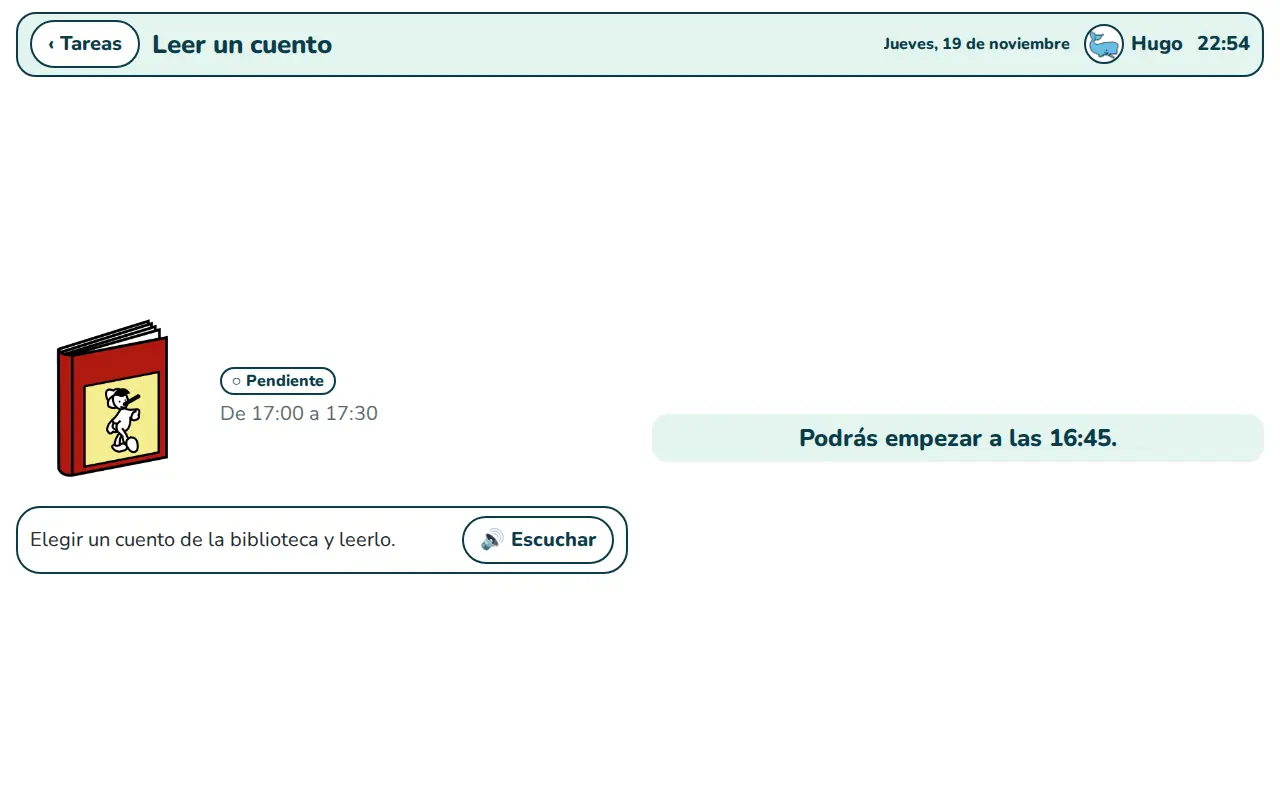 ‹ Tareas
Leer un cuento
Jueves, 19 de noviembre
Hugo
22:54
○ Pendiente
De 17:00 a 17:30
Podrás empezar a las 16:45.
Elegir un cuento de la biblioteca y leerlo.
🔊 Escuchar